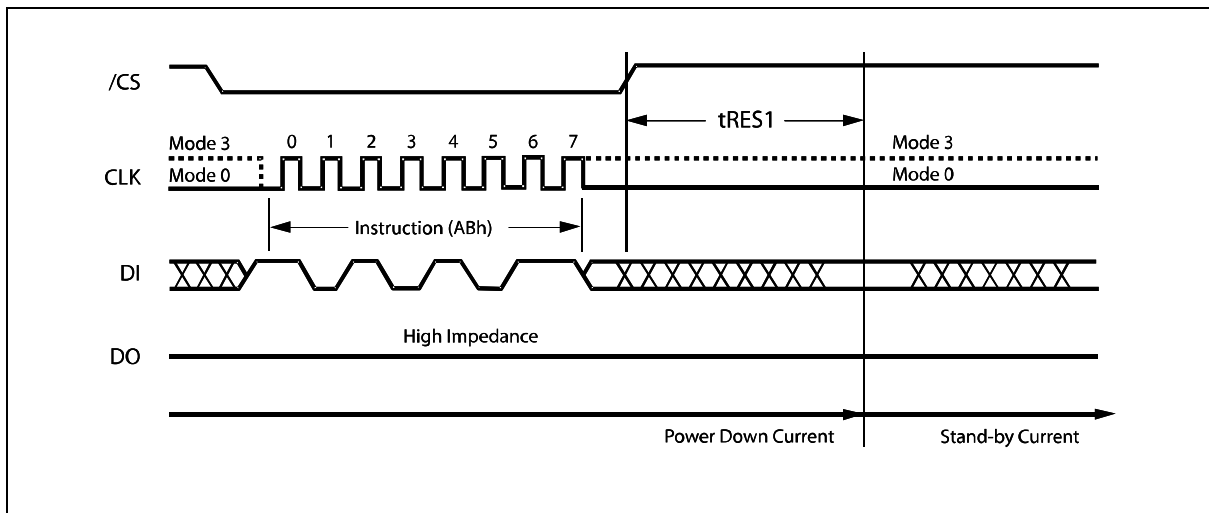 /CS
tRES1
Mode 3 0 1 2 3 4 5 6 7 Mode 3
CLK Mode 0 Mode 0
Instruction (ABh)
DI
High Impedance
DO
Power Down Current Stand-by Current